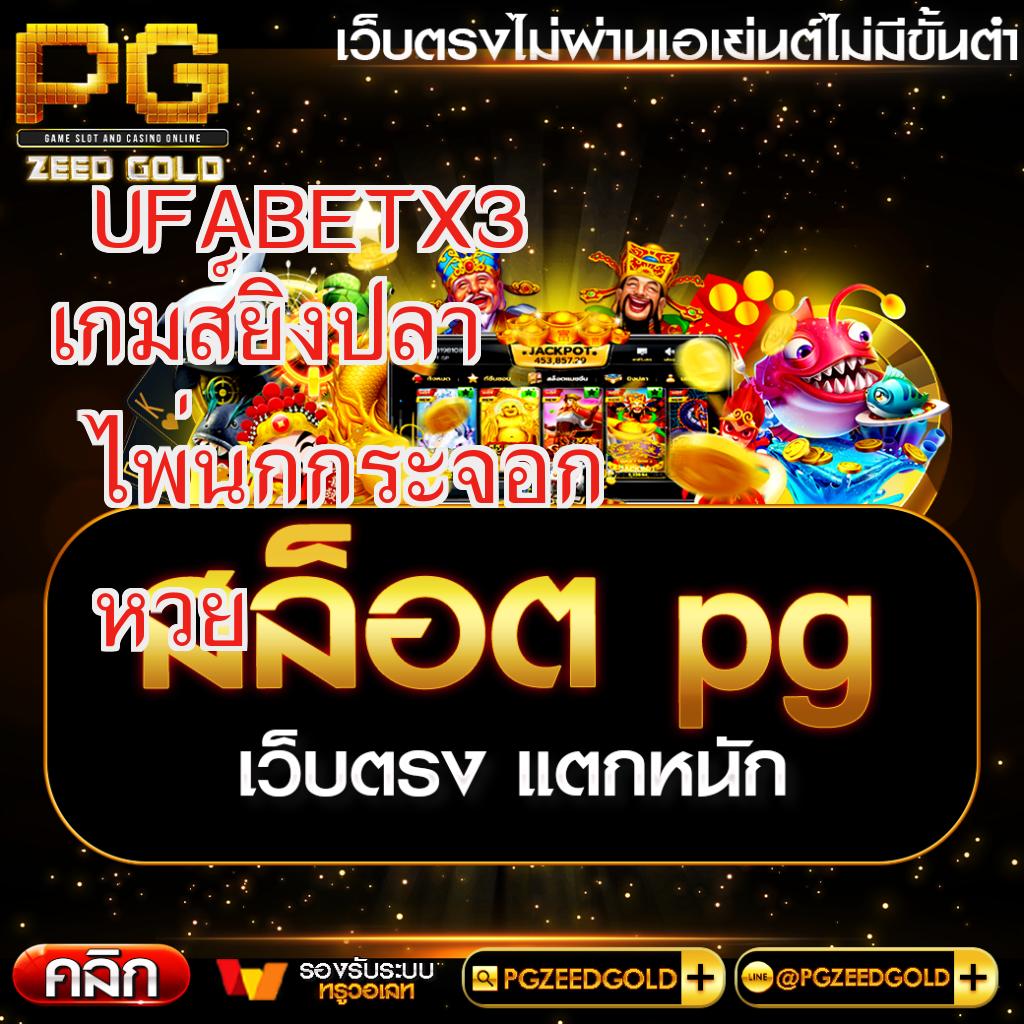 เว็บตรงไม่ผ่านเอเย่นต์ไม่มีขั้นต่ำ
PG
GAME SLOT AND CASINO ONLINE
ZEED GOLD
UFABETX3
เกมส์ยิงปลา
JACKPOT
453,857.79
ไพ่นกกระจอก
สล็อต pg
หวย
เว็บตรง แตกหนัก
คลิก
รองรับระบบ
ทรูวอเลท
PGZEEDGOLD +
LINE @PGZEEDGOLD +